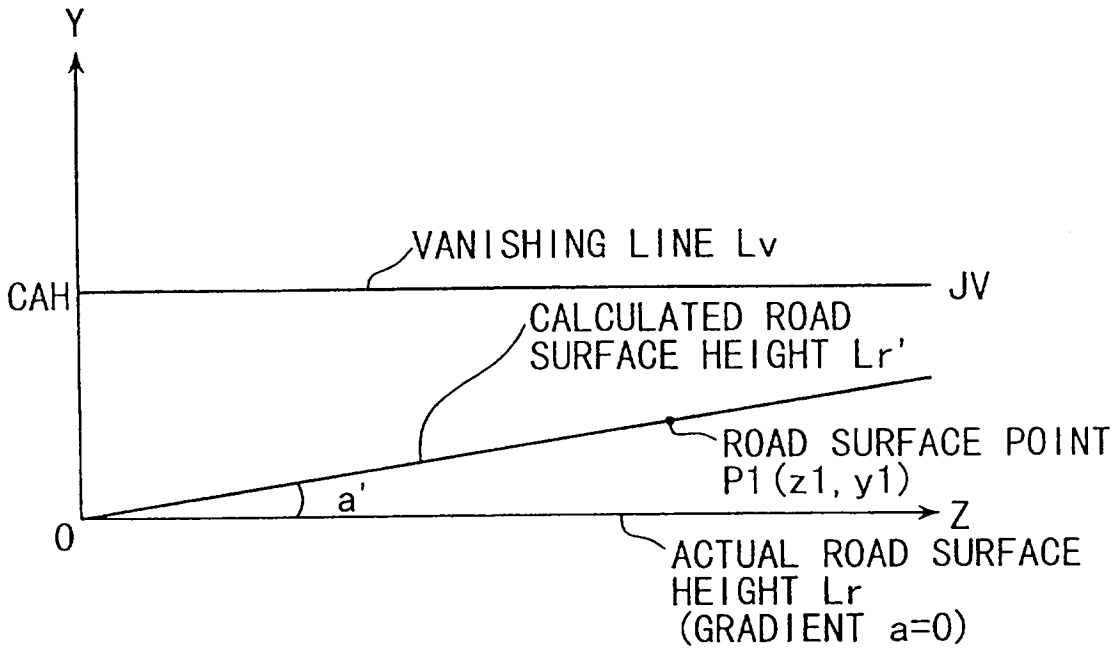 Y
VANISHING LINE Lv
CAH
JV
CALCULATED ROAD
SURFACE HEIGHT Lr'
ROAD SURFACE POINT
P1(z1, y1)
a'
0
Z
ACTUAL ROAD SURFACE
HEIGHT Lr
(GRADIENT a=0)